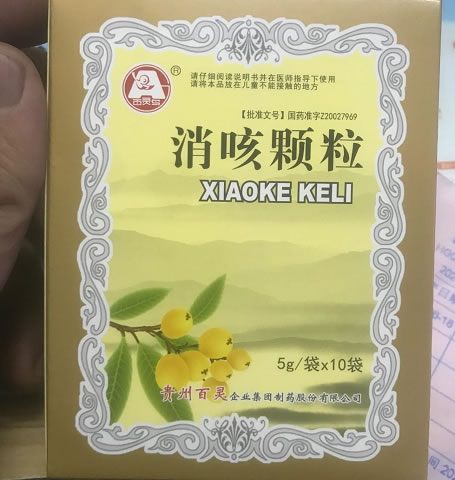 百灵鸟
®
请仔细阅读说明书并在医师指导下使用
请将本品放在儿童不能接触的地方
【批准文号】国药准字Z20027969
消咳颗粒
XIAOKE KELI
5g/袋x10袋
贵州百灵企业集团制药股份有限公司